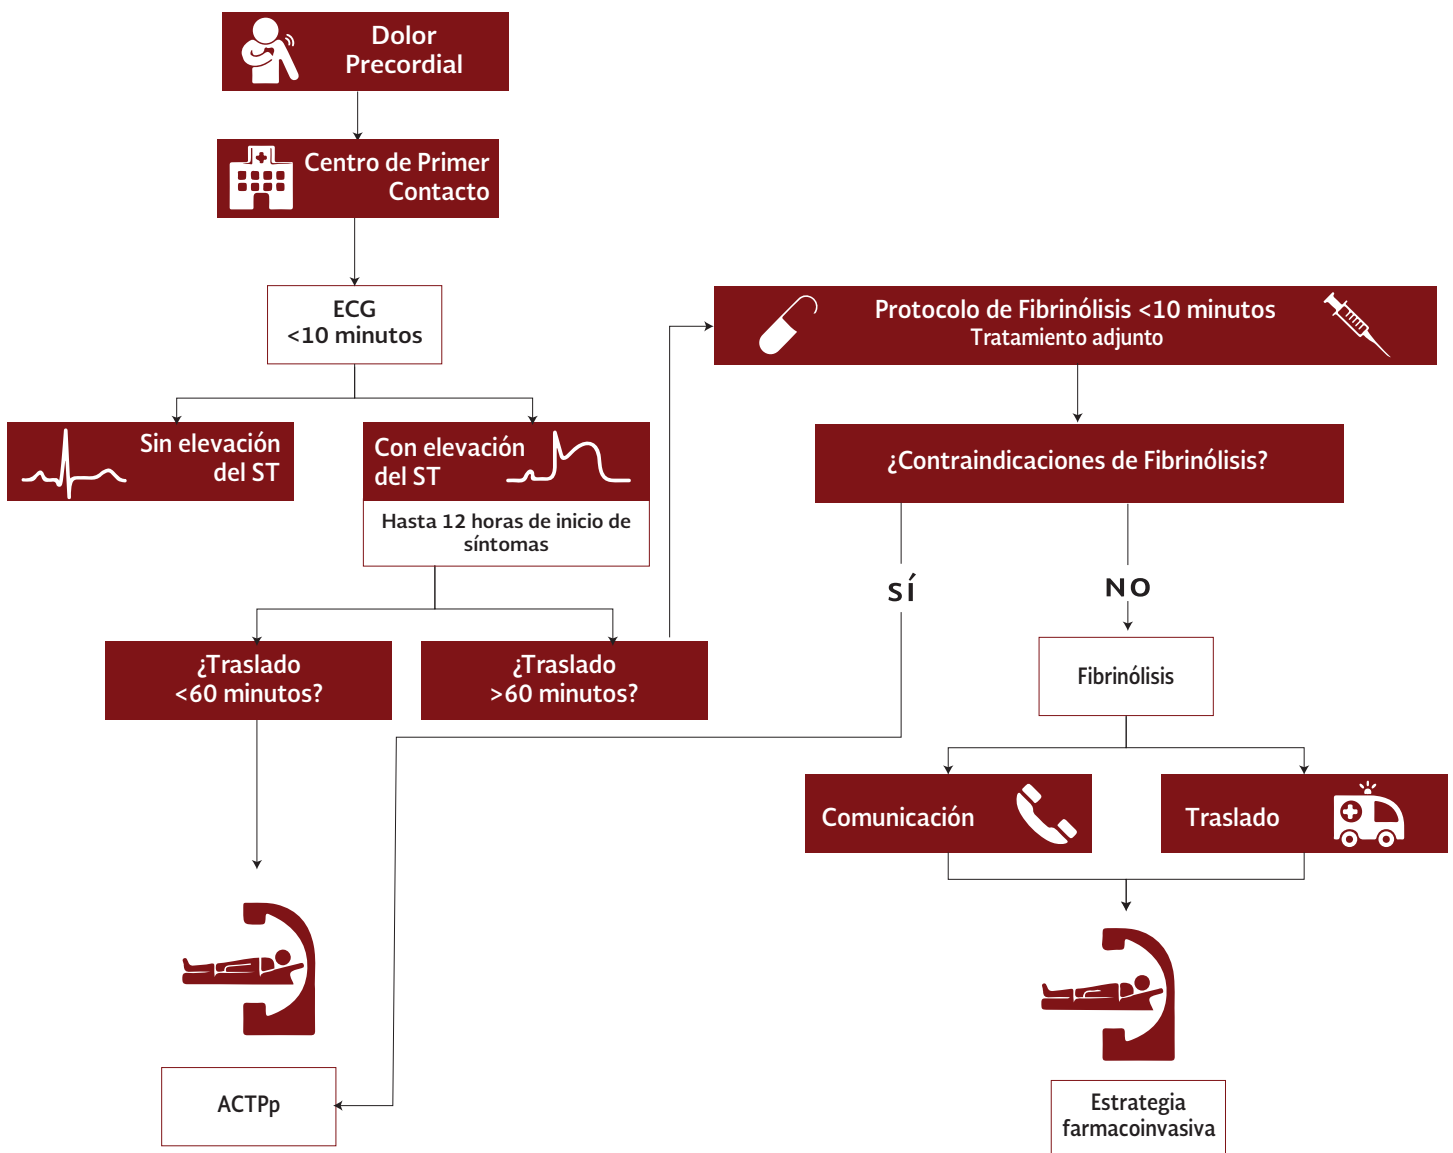 Dolor
Precordial
Centro de Primer
Contacto
ECG
<10 minutos
Sin elevación
del ST
Con elevación
del ST
Hasta 12 horas de inicio de
síntomas
¿Traslado
<60 minutos?
¿Traslado
>60 minutos?
Protocolo de Fibrinólisis <10 minutos
Tratamiento adjunto
¿Contraindicaciones de Fibrinólisis?
SÍ
NO
Fibrinólisis
Comunicación
Traslado
ACTPp
Estrategia
farmacoinvasiva